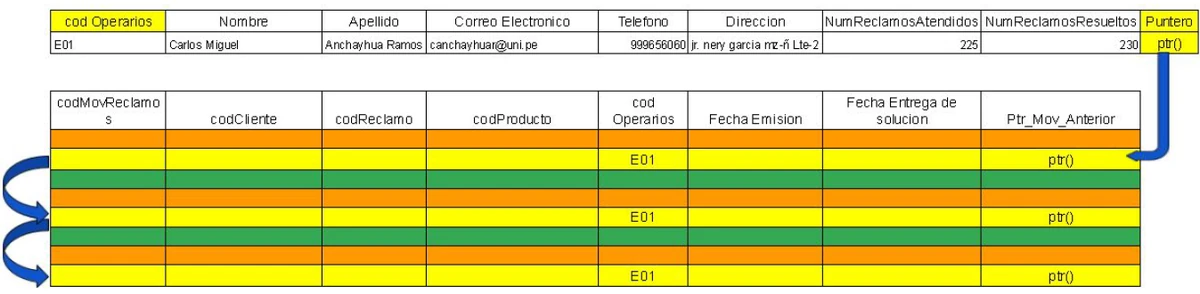 cod Operarios Nombre Apellido Correo Electronico Telefono Direccion NumReclamosAtendidos NumReclamosResueltos Puntero
E01 Carlos Miguel Anchayhua Ramos canchayhuar@uni.pe 999656060 jr. nery garcia mz-ñ Lte-2 225 230 ptr()
codMovReclamo
s codCliente codReclamo codProducto cod
Operarios Fecha Emision Fecha Entrega de
solucion Ptr_Mov_Anterior
E01 ptr()
E01 ptr()
E01 ptr()